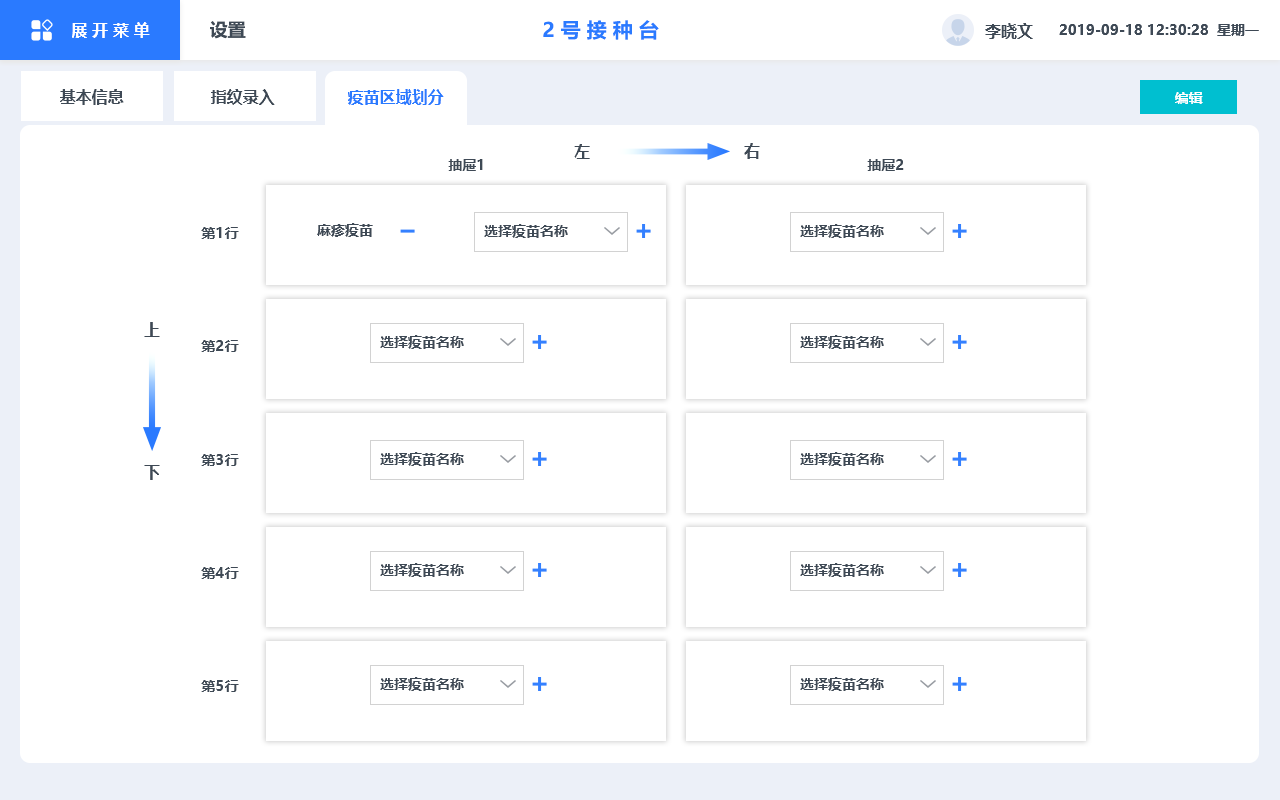 展开菜单
设置
2号接种台
李晓文
2019-09-18 12:30:28 星期一
基本信息
指纹录入
疫苗区域划分
编辑
左
右
抽屉1
抽屉2
上
下
第1行
麻疹疫苗
选择疫苗名称
选择疫苗名称
第2行
选择疫苗名称
选择疫苗名称
第3行
选择疫苗名称
选择疫苗名称
第4行
选择疫苗名称
选择疫苗名称
第5行
选择疫苗名称
选择疫苗名称